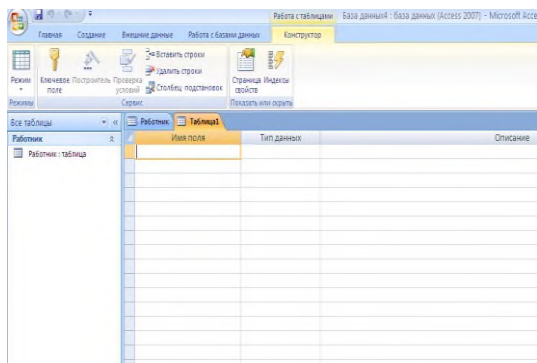 Работа с таблицами
База данных4 : база данных (Access 2007) - Microsoft Acce
Главная Создание Внешние данные Работа с базами данных Конструктор
Режим
Ключевое поле
Построитель
Проверка условий
Вставить строки
Удалить строки
Столбец подстановок
Страница свойств
Индексы
Режимы Сервис Показать или скрыть
Все таблицы
Работник Таблица1
Работник
Имя поля Тип данных Описание
Работник : таблица